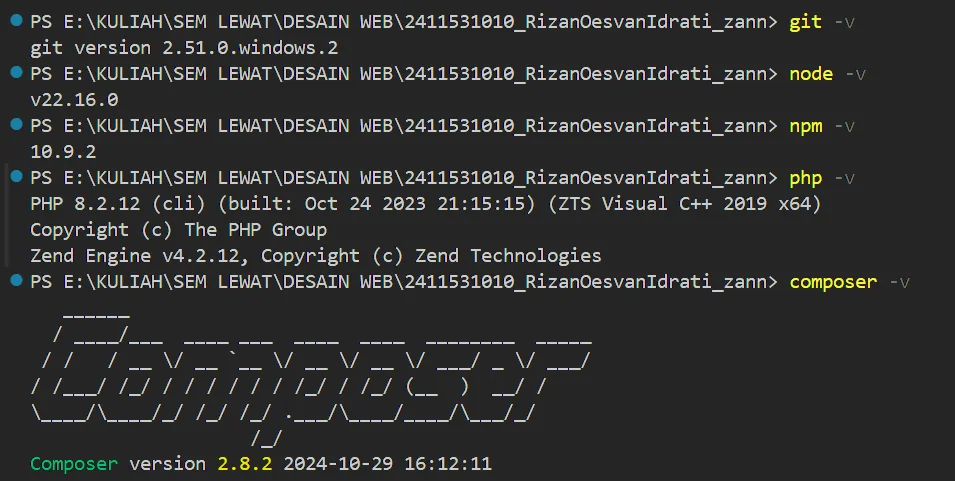 PS E:\KULIAH\SEM LEWAT\DESAIN WEB\2411531010_RizanOesvanIdrati_zann> git -v
git version 2.51.0.windows.2
PS E:\KULIAH\SEM LEWAT\DESAIN WEB\2411531010_RizanOesvanIdrati_zann> node -v
v22.16.0
PS E:\KULIAH\SEM LEWAT\DESAIN WEB\2411531010_RizanOesvanIdrati_zann> npm -v
10.9.2
PS E:\KULIAH\SEM LEWAT\DESAIN WEB\2411531010_RizanOesvanIdrati_zann> php -v
PHP 8.2.12 (cli) (built: Oct 24 2023 21:15:15) (ZTS Visual C++ 2019 x64)
Copyright (c) The PHP Group
Zend Engine v4.2.12, Copyright (c) Zend Technologies
PS E:\KULIAH\SEM LEWAT\DESAIN WEB\2411531010_RizanOesvanIdrati_zann> composer -v
Composer
Composer version 2.8.2 2024-10-29 16:12:11